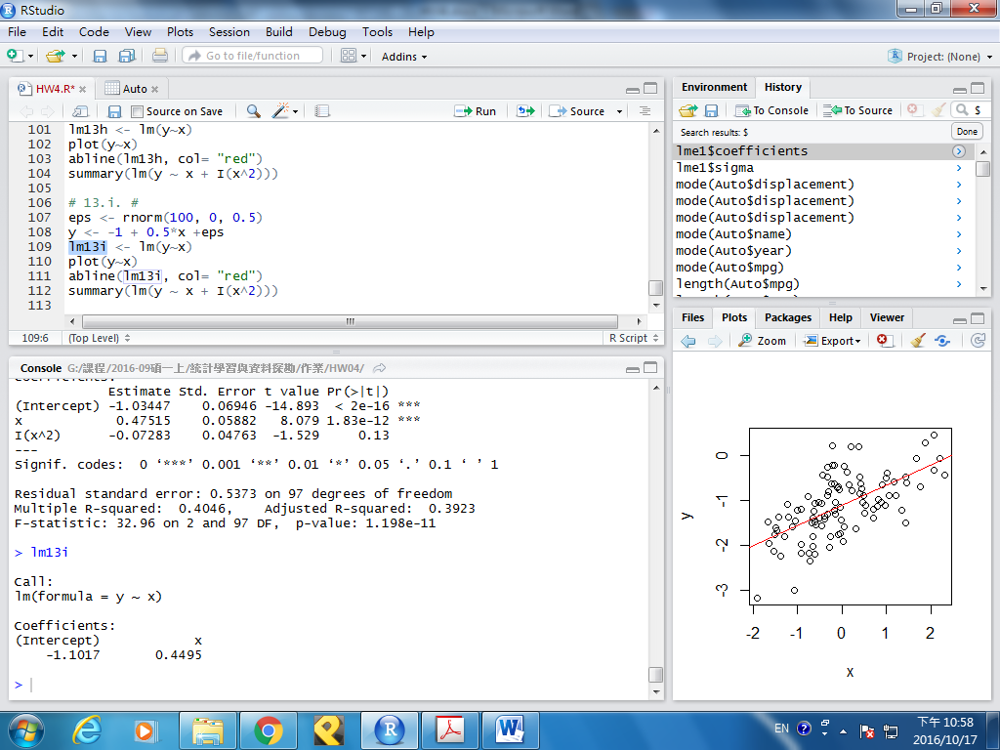 RStudio
File Edit Code View Plots Session Build Debug Tools Help
Go to file/function Addins Project: (None)
HW4.R* Auto
Source on Save Run Source
101 lm13h <- lm(y~x)
102 plot(y~x)
103 abline(lm13h, col= "red")
104 summary(lm(y ~ x + I(x^2)))
105
106 # 13.i. #
107 eps <- rnorm(100, 0, 0.5)
108 y <- -1 + 0.5*x +eps
109 lm13i <- lm(y~x)
110 plot(y~x)
111 abline(lm13i, col= "red")
112 summary(lm(y ~ x + I(x^2)))
113
109:6 (Top Level) R Script
Console G:/課程/2016-09碩一上/統計學習與資料探勘/作業/HW04/
Coefficients:
Estimate Std. Error t value Pr(>|t|)
(Intercept) -1.03447 0.06946 -14.893 < 2e-16 ***
x 0.47515 0.05882 8.079 1.83e-12 ***
I(x^2) -0.07283 0.04763 -1.529 0.13
---
Signif. codes: 0 ‘***’ 0.001 ‘**’ 0.01 ‘*’ 0.05 ‘.’ 0.1 ‘ ’ 1
Residual standard error: 0.5373 on 97 degrees of freedom
Multiple R-squared: 0.4046, Adjusted R-squared: 0.3923
F-statistic: 32.96 on 2 and 97 DF, p-value: 1.198e-11
> lm13i
Call:
lm(formula = y ~ x)
Coefficients:
(Intercept) x
-1.1017 0.4495
>
Environment History
To Console To Source $
Search results: $ Done
lme1$coefficients
lme1$sigma
mode(Auto$displacement)
mode(Auto$displacement)
mode(Auto$displacement)
mode(Auto$name)
mode(Auto$year)
mode(Auto$mpg)
length(Auto$mpg)
Files Plots Packages Help Viewer
Zoom Export
0
-1
-2
-3
y
-2 -1 0 1 2
x
EN 下午 10:58
2016/10/17